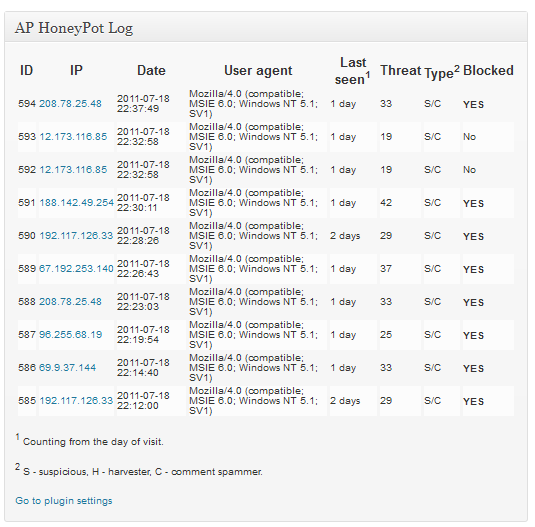 AP HoneyPot Log
ID IP Date User agent Last seen1 Threat Type2 Blocked
594 208.78.25.48 2011-07-18 22:37:49 Mozilla/4.0 (compatible; MSIE 6.0; Windows NT 5.1; SV1) 1 day 33 S/C YES
593 12.173.116.85 2011-07-18 22:32:58 Mozilla/4.0 (compatible; MSIE 6.0; Windows NT 5.1; SV1) 1 day 19 S/C No
592 12.173.116.85 2011-07-18 22:32:58 Mozilla/4.0 (compatible; MSIE 6.0; Windows NT 5.1; SV1) 1 day 19 S/C No
591 188.142.49.254 2011-07-18 22:30:11 Mozilla/4.0 (compatible; MSIE 6.0; Windows NT 5.1; SV1) 1 day 42 S/C YES
590 192.117.126.33 2011-07-18 22:28:26 Mozilla/4.0 (compatible; MSIE 6.0; Windows NT 5.1; SV1) 2 days 29 S/C YES
589 67.192.253.140 2011-07-18 22:26:43 Mozilla/4.0 (compatible; MSIE 6.0; Windows NT 5.1; SV1) 1 day 37 S/C YES
588 208.78.25.48 2011-07-18 22:23:03 Mozilla/4.0 (compatible; MSIE 6.0; Windows NT 5.1; SV1) 1 day 33 S/C YES
587 96.255.68.19 2011-07-18 22:19:54 Mozilla/4.0 (compatible; MSIE 6.0; Windows NT 5.1; SV1) 1 day 25 S/C YES
586 69.9.37.144 2011-07-18 22:14:40 Mozilla/4.0 (compatible; MSIE 6.0; Windows NT 5.1; SV1) 1 day 33 S/C YES
585 192.117.126.33 2011-07-18 22:12:00 Mozilla/4.0 (compatible; MSIE 6.0; Windows NT 5.1; SV1) 2 days 29 S/C YES
1 Counting from the day of visit.
2 S - suspicious, H - harvester, C - comment spammer.
Go to plugin settings